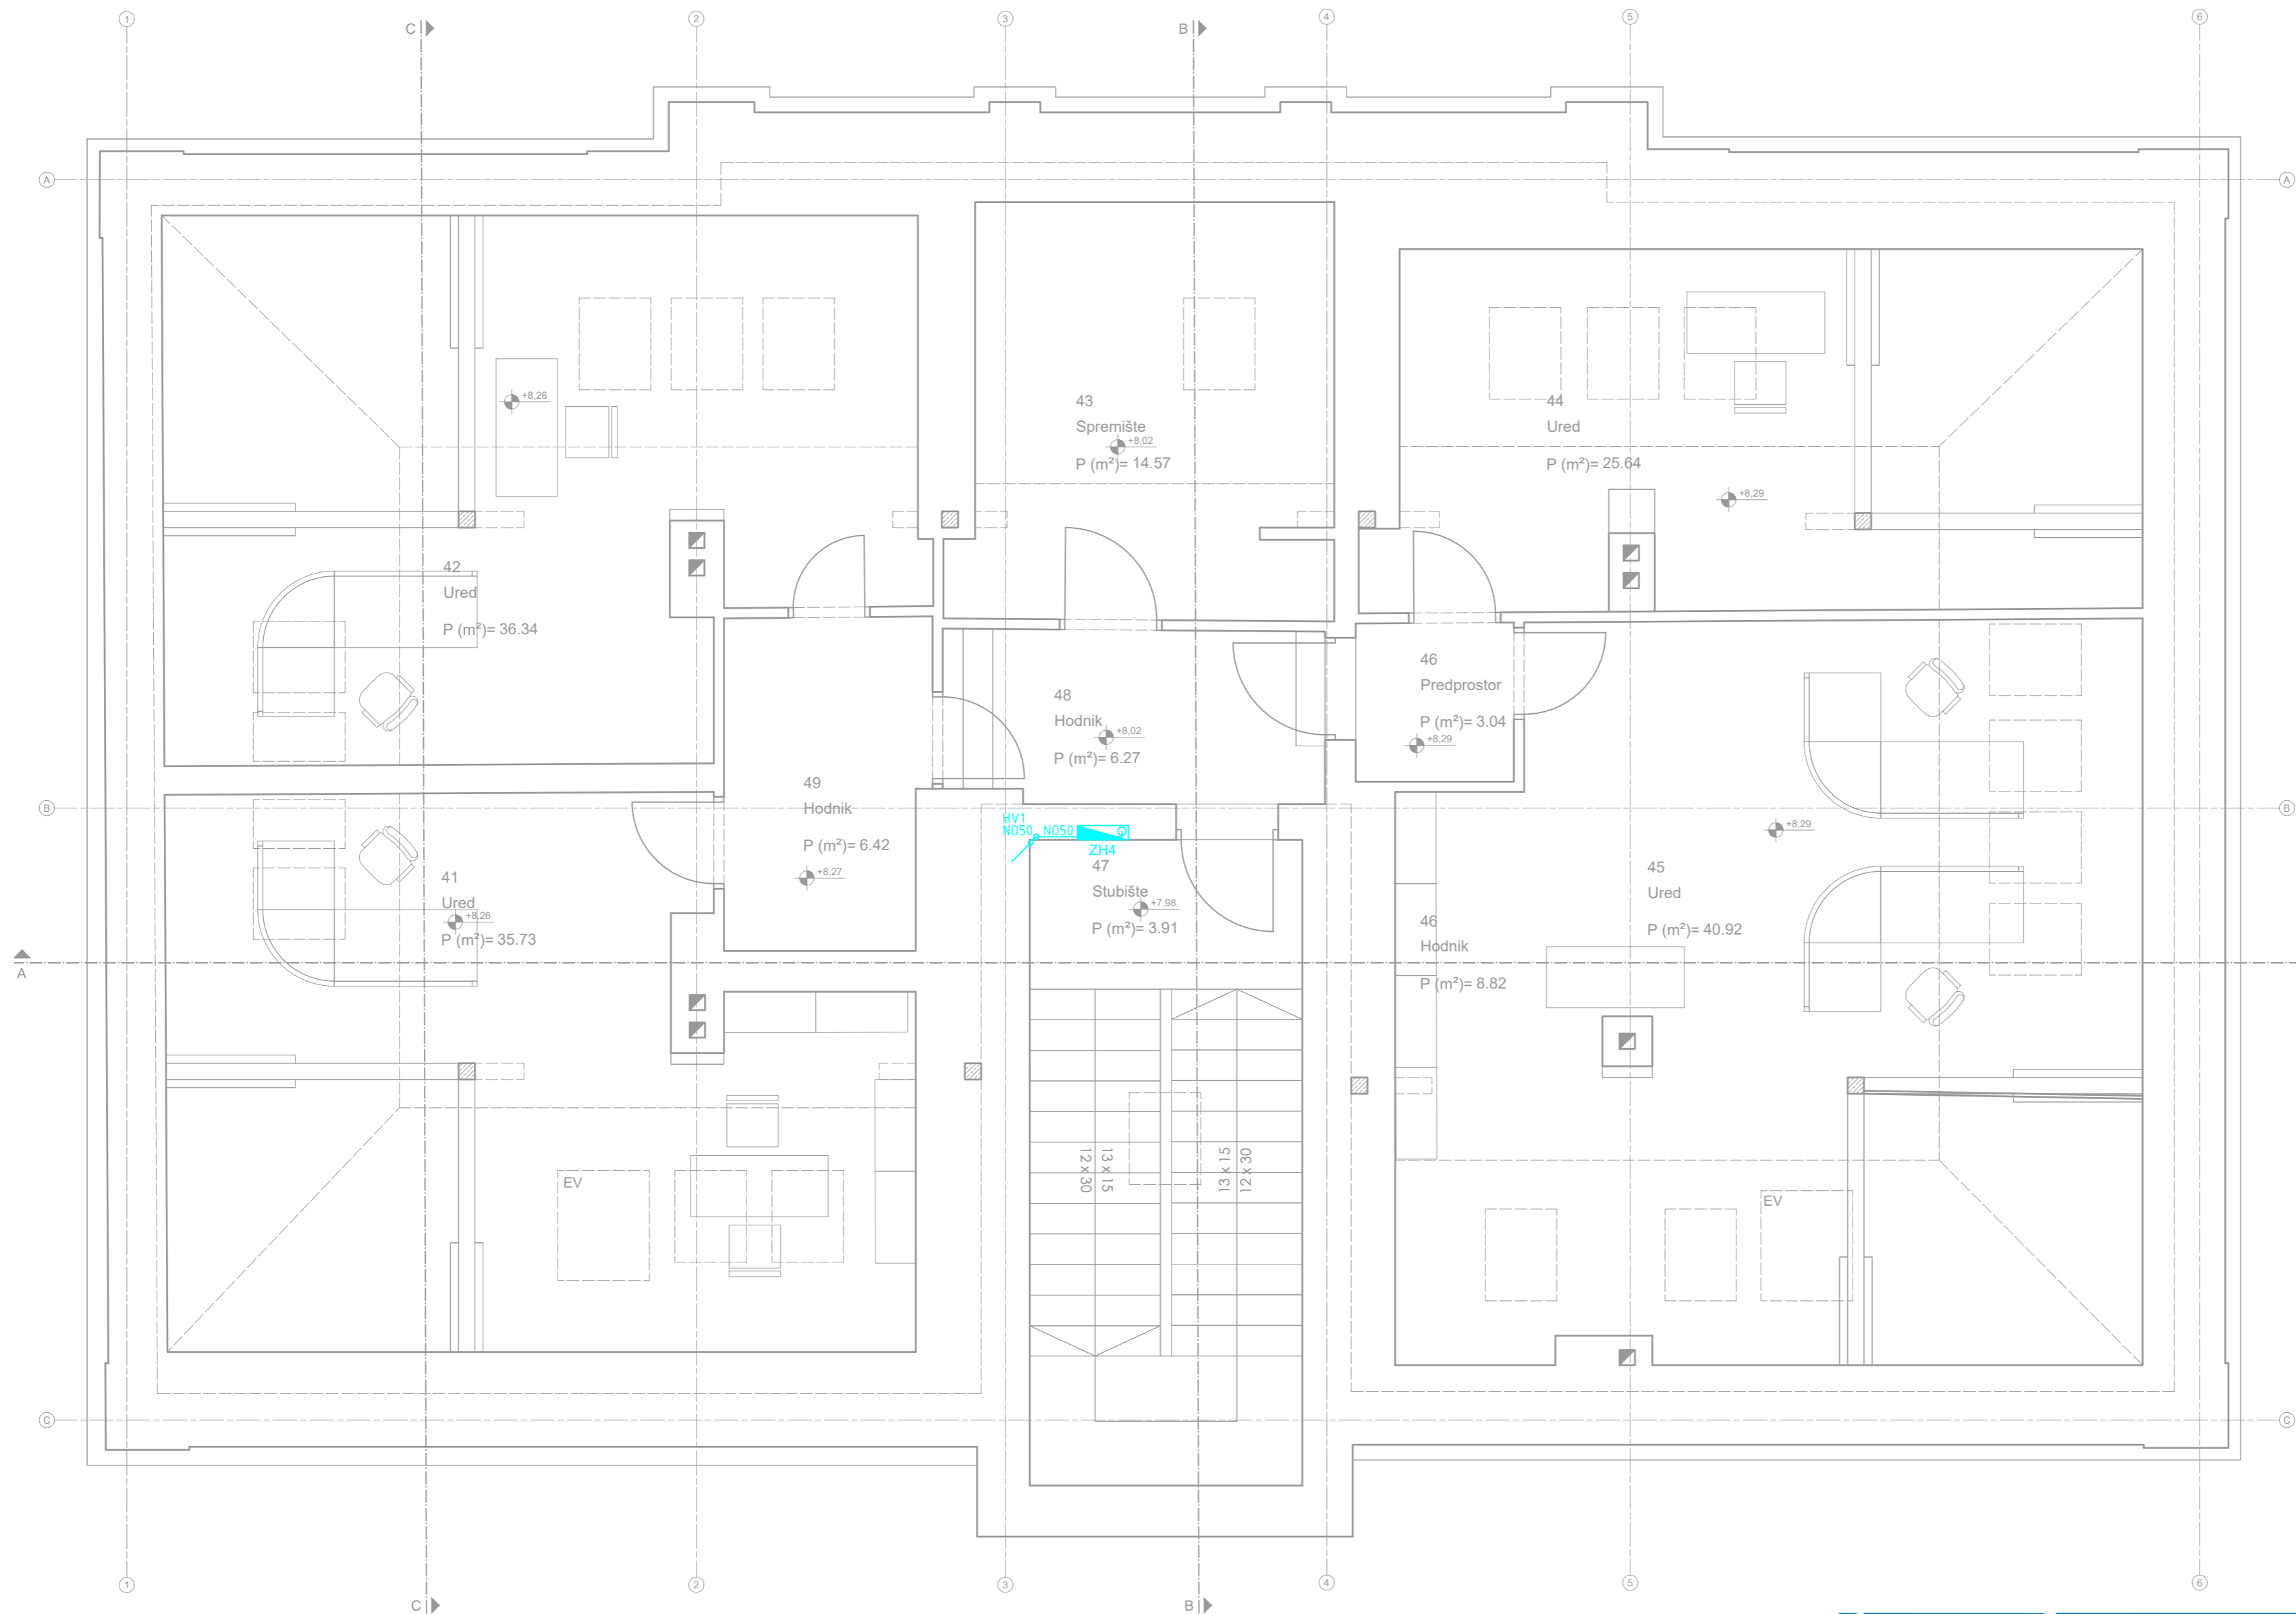 1
C
2
3
B
4
5
6
A
A
+8,26
43
Spremište
+8,02
P (m²)= 14.57
44
Ured
P (m²)= 25.64
+8,29
42
Ured
P (m²)= 36.34
46
Predprostor
P (m²)= 3.04
+8,29
48
Hodnik
+8,02
P (m²)= 6.27
49
Hodnik
P (m²)= 6.42
+8,27
B
B
HV1
NO50
NO50
ZH4
47
Stubište
+7,98
P (m²)= 3.91
+8,29
45
Ured
P (m²)= 40.92
41
Ured
+8,26
P (m²)= 35.73
46
Hodnik
P (m²)= 8.82
A
13 x 15
12 x 30
13 x 15
12 x 30
EV
EV
C
C
1
2
3
4
5
6
C
B